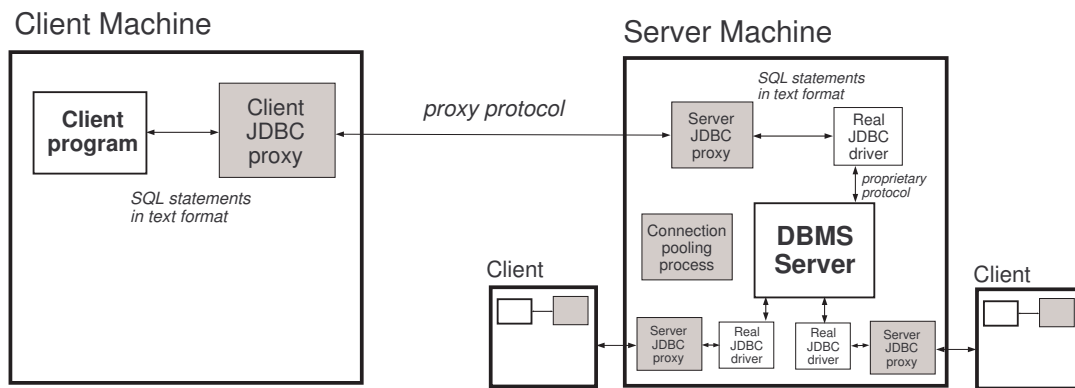 Client Machine
Server Machine
Client
program
Client
JDBC
proxy
SQL statements
in text format
proxy protocol
SQL statements
in text format
Server
JDBC
proxy
Real
JDBC
driver
proprietary
protocol
Connection
pooling
process
DBMS
Server
Client
Client
Server
JDBC
proxy
Real
JDBC
driver
Real
JDBC
driver
Server
JDBC
proxy